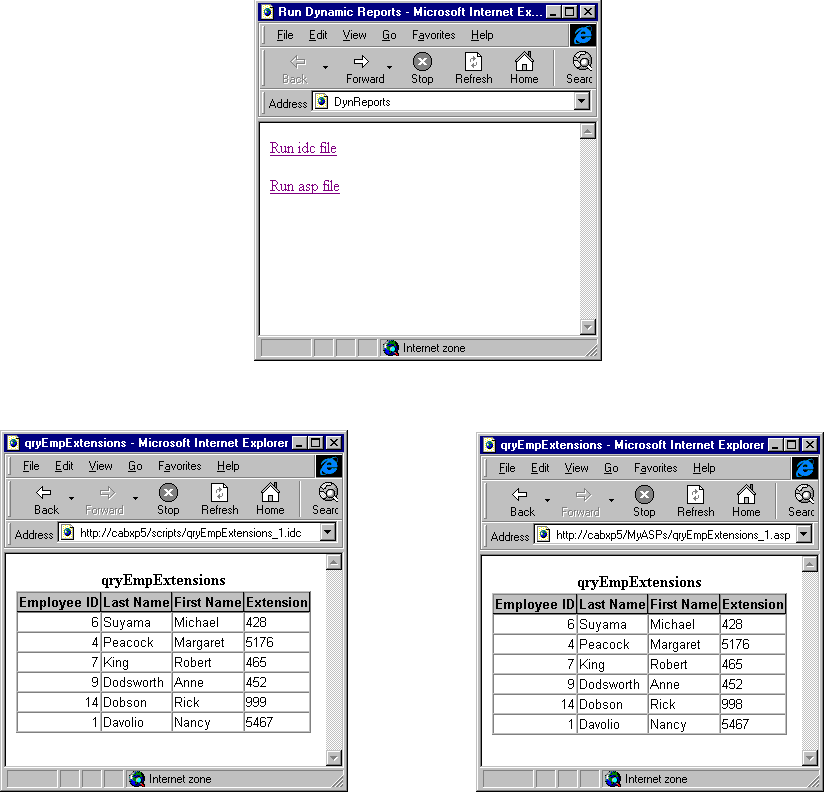 Run Dynamic Reports - Microsoft Internet Ex...
File Edit View Go Favorites Help
Back Forward Stop Refresh Home Searc
Address DynReports
Run idc file
Run asp file
Internet zone
qryEmpExtensions - Microsoft Internet Explorer
File Edit View Go Favorites Help
Back Forward Stop Refresh Home Searc
Address http://cabxp5/scripts/qryEmpExtensions_1.idc
qryEmpExtensions
Employee ID Last Name First Name Extension
6 Suyama Michael 428
4 Peacock Margaret 5176
7 King Robert 465
9 Dodsworth Anne 452
14 Dobson Rick 999
1 Davolio Nancy 5467
Internet zone
qryEmpExtensions - Microsoft Internet Explorer
File Edit View Go Favorites Help
Back Forward Stop Refresh Home Searc
Address http://cabxp5/MyASPs/qryEmpExtensions_1.asp
qryEmpExtensions
Employee ID Last Name First Name Extension
6 Suyama Michael 428
4 Peacock Margaret 5176
7 King Robert 465
9 Dodsworth Anne 452
14 Dobson Rick 998
1 Davolio Nancy 5467
Internet zone